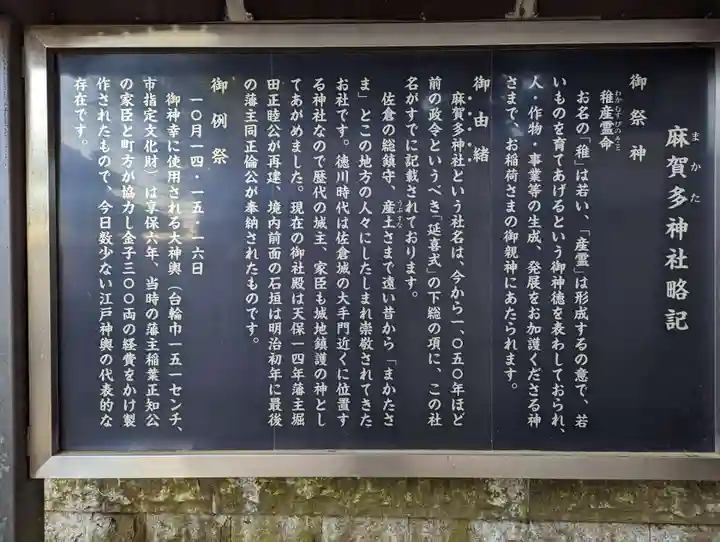 麻賀多神社略記
まかた
御祭神
稚産霊命
わかむすびのみこと
お名の「稚」は若い、「産霊」は形成するの意で、若
いものを育てあげるという御神徳を表わしておられ、
人・作物・事業等の生成、発展をお加護くださる神
さまで、お稲荷さまの御親神にあたられます。
御由緒
麻賀多神社という社名は、今から一、〇五〇年ほど
前の政令というべき「延喜式」の下総の項に、この社
名がすでに記載されております。
佐倉の総鎮守、産土さまで遠い昔から「まかたさ
うぶすな
ま」とこの地方の人々にしたしまれ崇敬されてきた
お社です。徳川時代は佐倉城の大手門近くに位置す
る神社なので歴代の城主、家臣も城地鎮護の神とし
てあがめました。現在の御社殿は天保一四年藩主堀
田正睦公が再建、境内前面の石垣は明治初年に最後
の藩主同正倫公が奉納されたものです。
御例祭
一〇月一四・一五・一六日
御神幸に使用される大神輿（台輪巾一五一センチ、
市指定文化財）は享保六年、当時の藩主稲葉正知公
の家臣と町方が協力し金子三〇〇両の経費をかけ製
作されたもので、今日数少ない江戸神輿の代表的な
存在です。